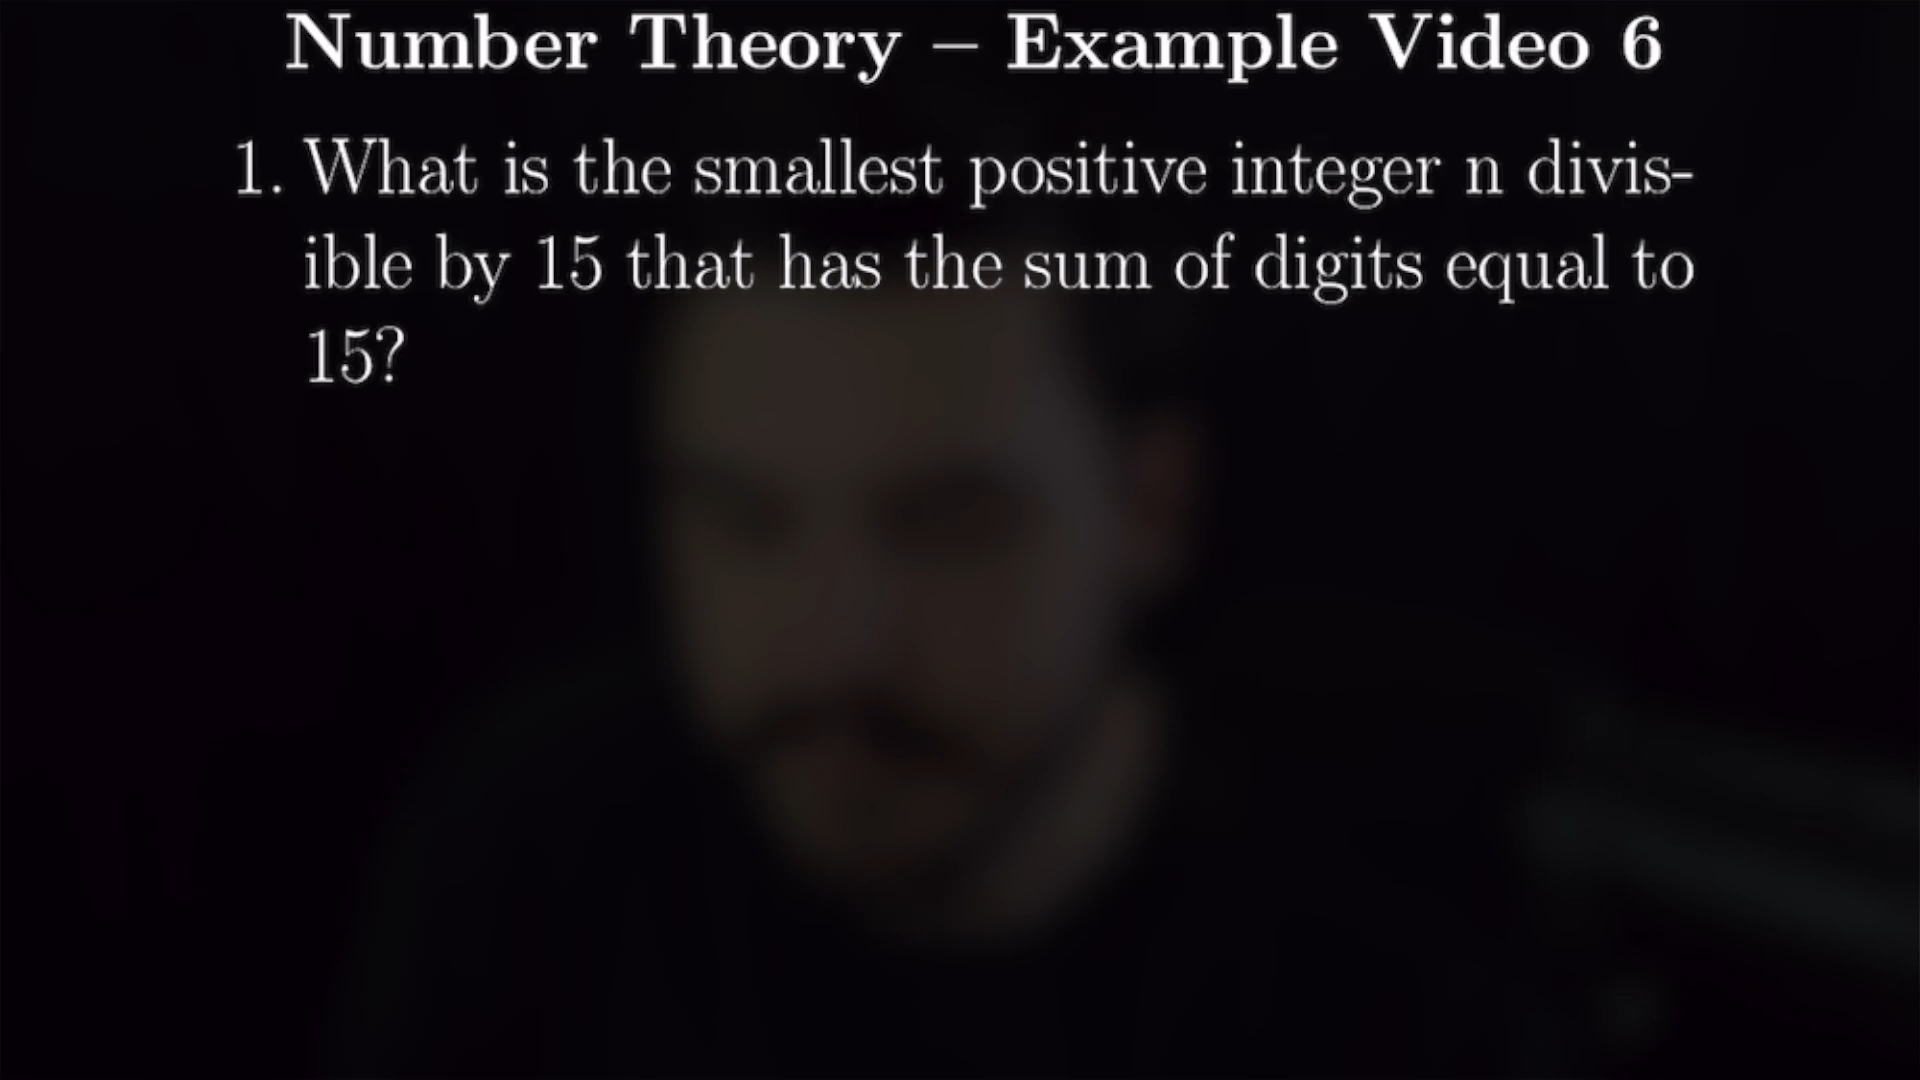 Number Theory – Example Video 6
1. What is the smallest positive integer n divis-
ible by 15 that has the sum of digits equal to
15?